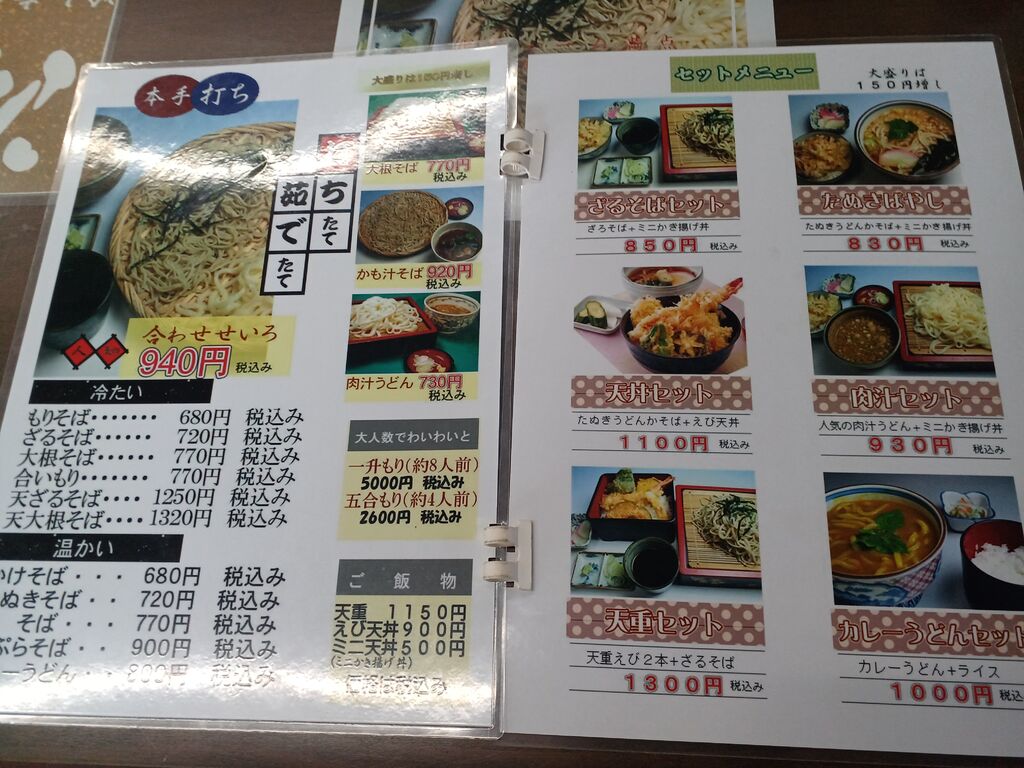 本手打ち
大盛りは150円増し
ちたて
茹でたて
大根そば 770円
税込み
かも汁そば 920円
税込み
肉汁うどん 730円
税込み
合わせせいろ
940円 税込み
冷たい
もりそば・・・・・・・ 680円 税込み
ざるそば・・・・・・ 720円 税込み
大根そば・・・・・・ 770円 税込み
合いもり・・・・・・・ 770円 税込み
天ざるそば・・・・・ 1250円 税込み
天大根そば・・・・ 1320円 税込み
温かい
けそば・・・ 680円 税込み
ぬきそば・・ 720円 税込み
そば・・・ 770円 税込み
ぷらそば・・ 900円 税込み
ーうどん・・ 800円 税込み
大人数でわいわいと
一升もり(約8人前)
5000円 税込み
五合もり(約4人前)
2600円 税込み
ご飯物
天重 1150円
えび天丼 900円
ミニ天丼 500円
(ミニかき揚げ丼)
価格は税込み
セットメニュー
大盛りは
150円増し
ざるそばセット
ざるそば+ミニかき揚げ丼
850円 税込み
たぬきばやし
たぬきうどんかそば+ミニかき揚げ丼
830円 税込み
天丼セット
たぬきうどんかそば+えび天丼
1100円 税込み
肉汁セット
人気の肉汁うどん+ミニかき揚げ丼
930円 税込み
天重セット
天重えび2本+ざるそば
1300円 税込み
カレーうどんセット
カレーうどん+ライス
1000円 税込み